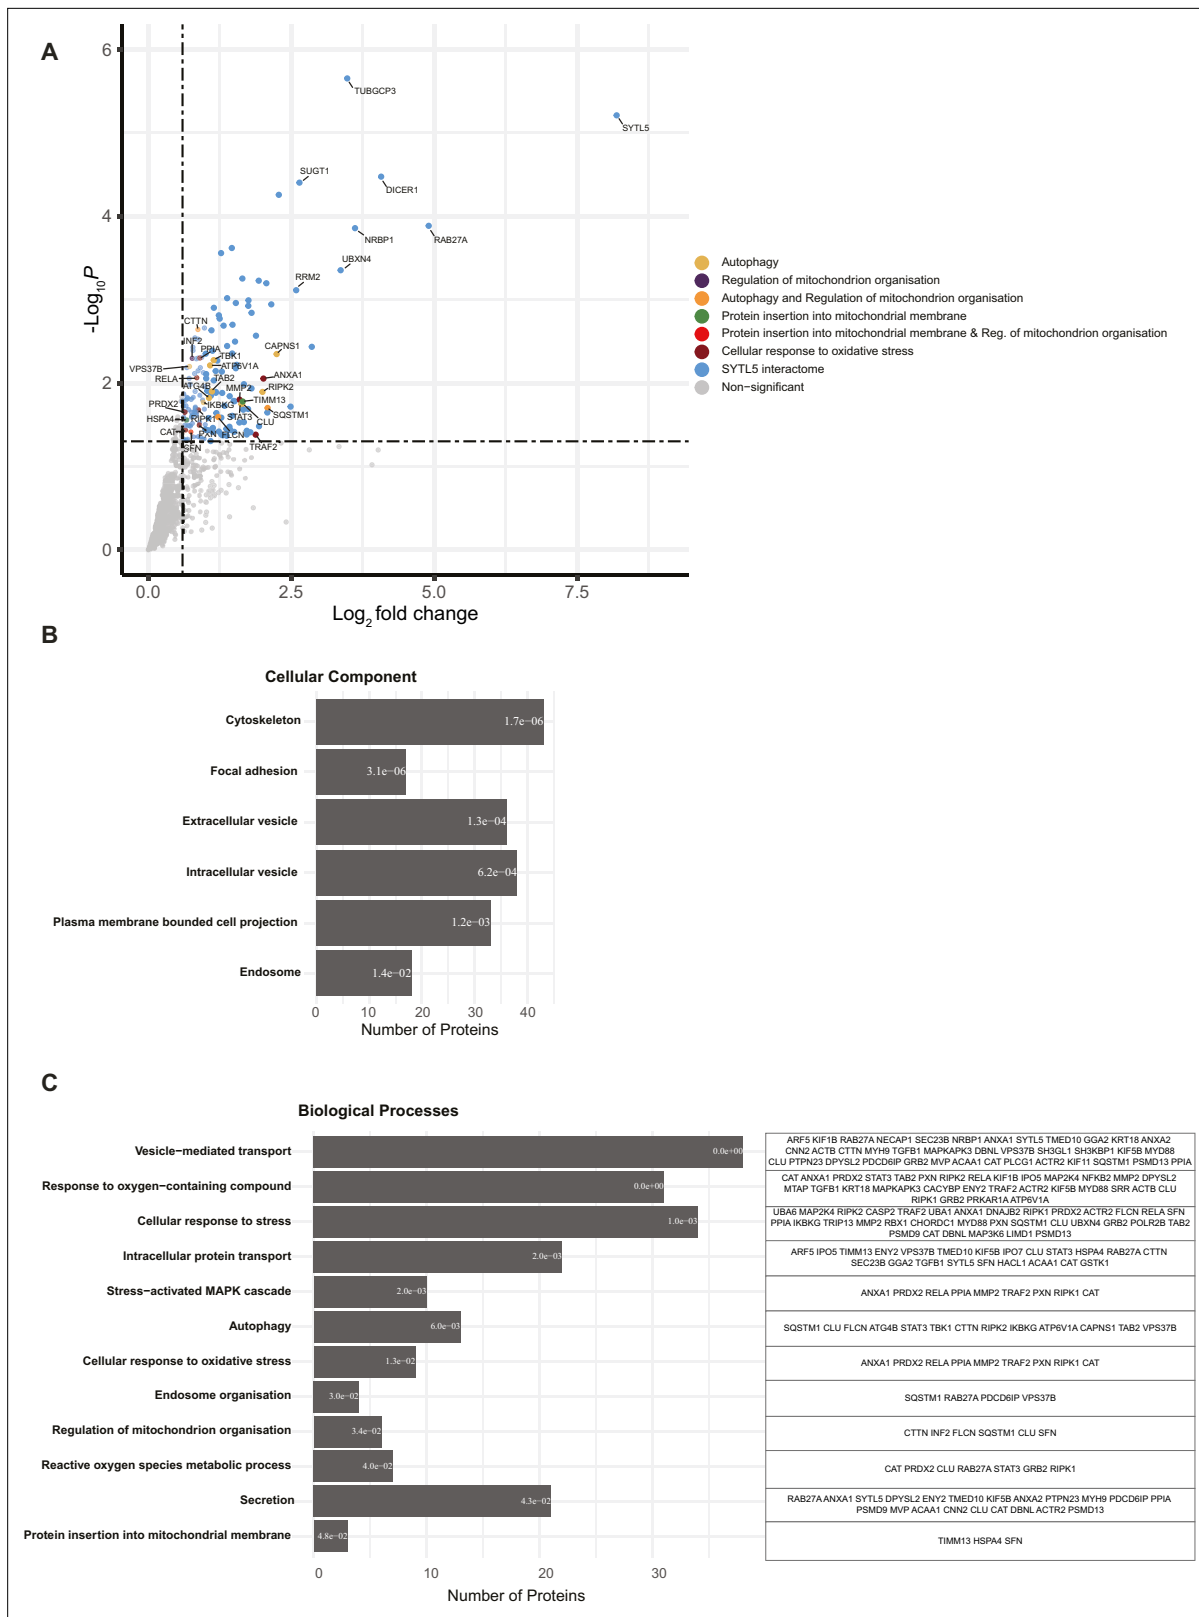 A
6
4
2
0
-Log10P
TUBGCP3
SYTL5
SUGT1
DICER1
NRBP1
RAB27A
UBXN4
RRM2
CTTN
INF2
PPIA
CAPNS1
TBK1
VPS37B
ATP6V1A
RELA
TAB2
ANXA1
ATG4B
MMP2
RIPK2
PRDX2
IKBKG
TIMM13
HSPA4
RIPK1
STAT3
CLU
SQSTM1
CAT
PXN
FLCN
SFN
TRAF2
0.0
2.5
5.0
7.5
Log2 fold change
Autophagy
Regulation of mitochondrion organisation
Autophagy and Regulation of mitochondrion organisation
Protein insertion into mitochondrial membrane
Protein insertion into mitochondrial membrane & Reg. of mitochondrion organisation
Cellular response to oxidative stress
SYTL5 interactome
Non-significant
B
Cellular Component
Cytoskeleton 1.7e−06
Focal adhesion 3.1e−06
Extracellular vesicle 1.3e−04
Intracellular vesicle 6.2e−04
Plasma membrane bounded cell projection 1.2e−03
Endosome 1.4e−02
0 10 20 30 40
Number of Proteins
C
Biological Processes
Vesicle−mediated transport 0.0e+00
ARF5 KIF1B RAB27A NECAP1 SEC23B NRBP1 ANXA1 SYTL5 TMED10 GGA2 KRT18 ANXA2
CNN2 ACTB CTTN MYH9 TGFB1 MAPKAPK3 DBNL VPS37B SH3GL1 SH3KBP1 KIF5B MYD88
CLU PTPN23 DPYSL2 PDCD6IP GRB2 MVP ACAA1 CAT PLCG1 ACTR2 KIF11 SQSTM1 PSMD13 PPIA
Response to oxygen−containing compound 0.0e+00
CAT ANXA1 PRDX2 STAT3 TAB2 PXN RIPK2 RELA KIF1B IPO5 MAP2K4 NFKB2 MMP2 DPYSL2
MTAP TGFB1 KRT18 MAPKAPK3 CACYBP ENY2 TRAF2 ACTR2 KIF5B MYD88 SRR ACTB CLU
RIPK1 GRB2 PRKAR1A ATP6V1A
Cellular response to stress 1.0e−03
UBA6 MAP2K4 RIPK2 CASP2 TRAF2 UBA1 ANXA1 DNAJB2 RIPK1 PRDX2 ACTR2 FLCN RELA SFN
PPIA IKBKG TRIP13 MMP2 RBX1 CHORDC1 MYD88 PXN SQSTM1 CLU UBXN4 GRB2 POLR2B TAB2
PSMD9 CAT DBNL MAP3K6 LIMD1 PSMD13
Intracellular protein transport 2.0e−03
ARF5 IPO5 TIMM13 ENY2 VPS37B TMED10 KIF5B IPO7 CLU STAT3 HSPA4 RAB27A CTTN
SEC23B GGA2 TGFB1 SYTL5 SFN HACL1 ACAA1 CAT GSTK1
Stress−activated MAPK cascade 2.0e−03
ANXA1 PRDX2 RELA PPIA MMP2 TRAF2 PXN RIPK1 CAT
Autophagy 6.0e−03
SQSTM1 CLU FLCN ATG4B STAT3 TBK1 CTTN RIPK2 IKBKG ATP6V1A CAPNS1 TAB2 VPS37B
Cellular response to oxidative stress 1.3e−02
ANXA1 PRDX2 RELA PPIA MMP2 TRAF2 PXN RIPK1 CAT
Endosome organisation 3.0e−02
SQSTM1 RAB27A PDCD6IP VPS37B
Regulation of mitochondrion organisation 3.4e−02
CTTN INF2 FLCN SQSTM1 CLU SFN
Reactive oxygen species metabolic process 4.0e−02
CAT PRDX2 CLU RAB27A STAT3 GRB2 RIPK1
Secretion 4.3e−02
RAB27A ANXA1 SYTL5 DPYSL2 ENY2 TMED10 KIF5B ANXA2 PTPN23 MYH9 PDCD6IP PPIA
PSMD9 MVP ACAA1 CNN2 CLU CAT DBNL ACTR2 PSMD13
Protein insertion into mitochondrial membrane 4.8e−02
TIMM13 HSPA4 SFN
0 10 20 30
Number of Proteins